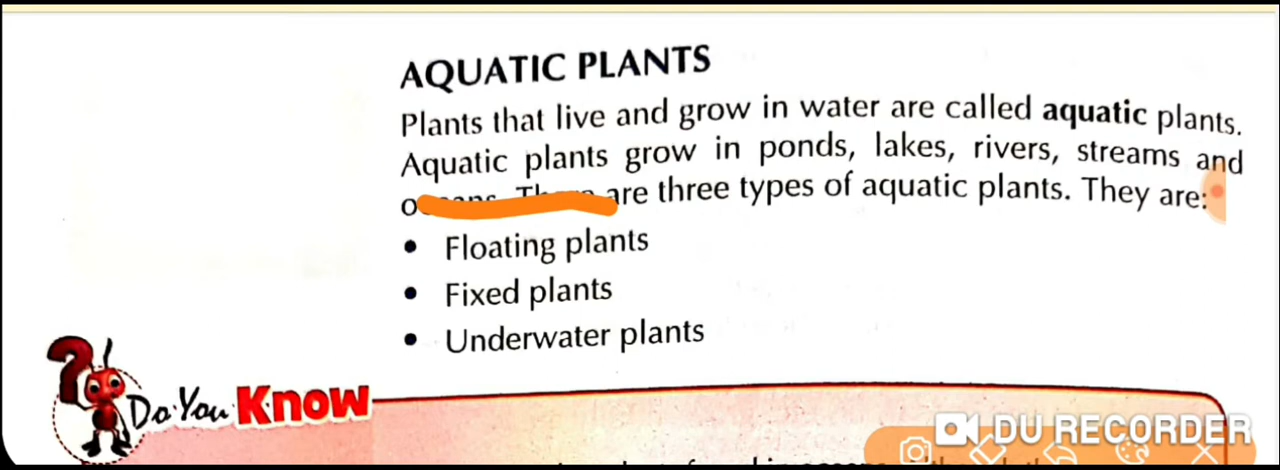 AQUATIC PLANTS
Plants that live and grow in water are called aquatic plants.
Aquatic plants grow in ponds, lakes, rivers, streams and
are three types of aquatic plants. They are:
• Floating plants
• Fixed plants
• Underwater plants
Do You Know
DU RECORDER